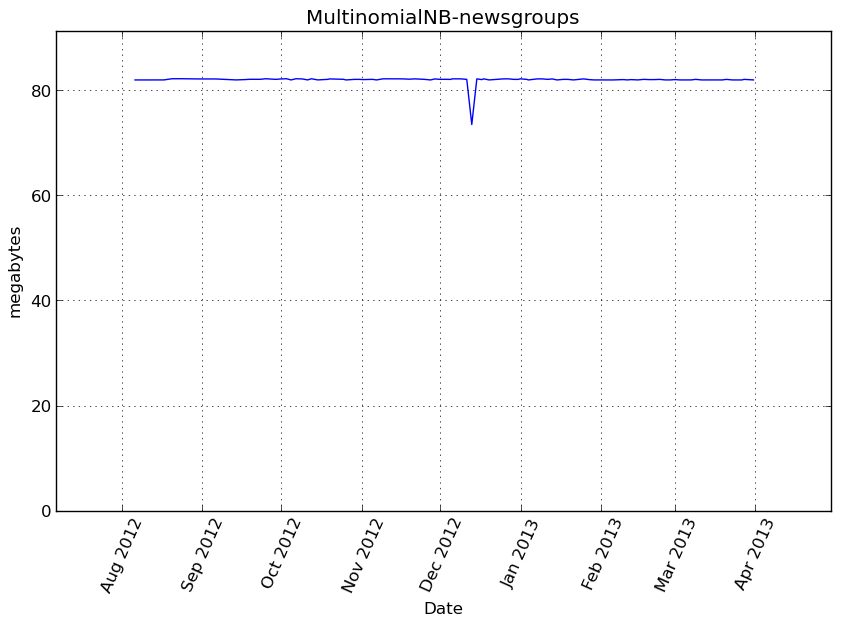 MultinomialNB-newsgroups
megabytes
80
60
40
20
0
Aug 2012
Sep 2012
Oct 2012
Nov 2012
Dec 2012
Jan 2013
Feb 2013
Mar 2013
Apr 2013
Date